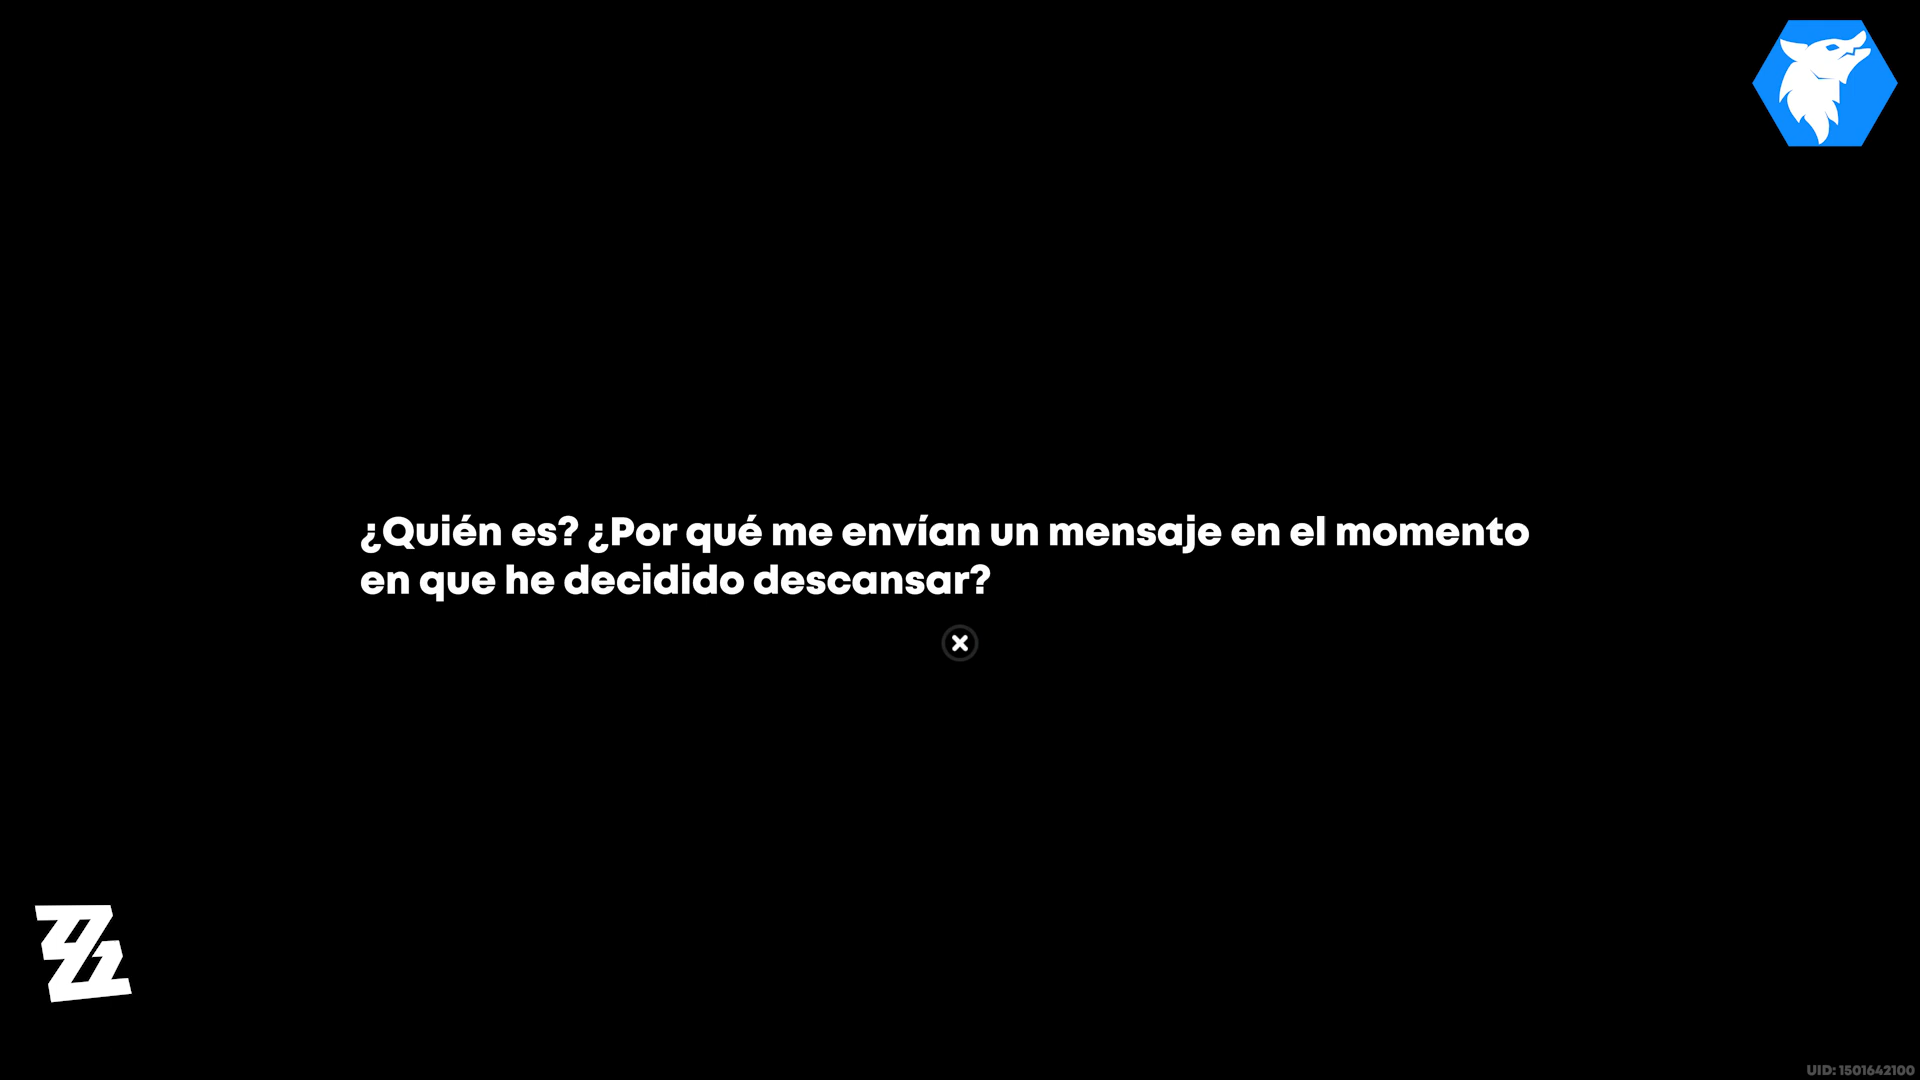 ¿Quién es? ¿Por qué me envían un mensaje en el momento
en que he decidido descansar?
UID: 1501642100